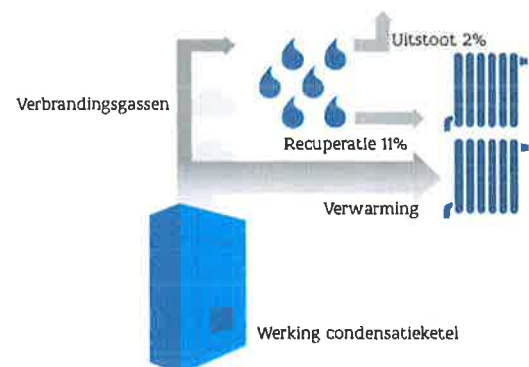 Uitstoot 2%
Verbrandingsgassen
Recuperatie 11%
Verwarming
Werking condensatieketel